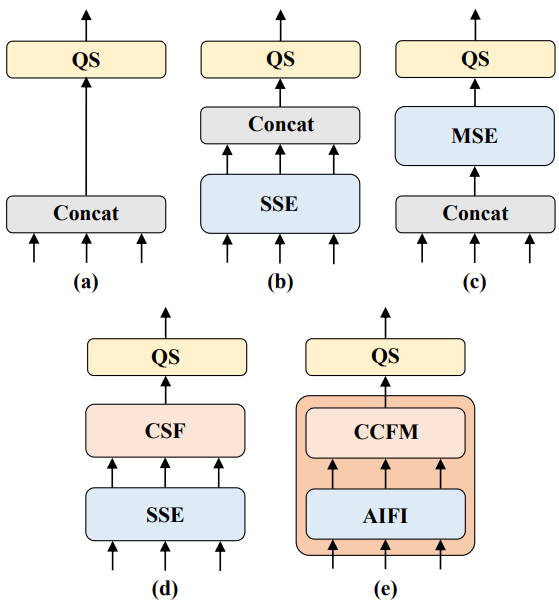 QS
QS
QS
Concat
MSE
SSE
Concat
Concat
(a)
(b)
(c)
QS
QS
CSF
CCFM
SSE
AIFI
(d)
(e)